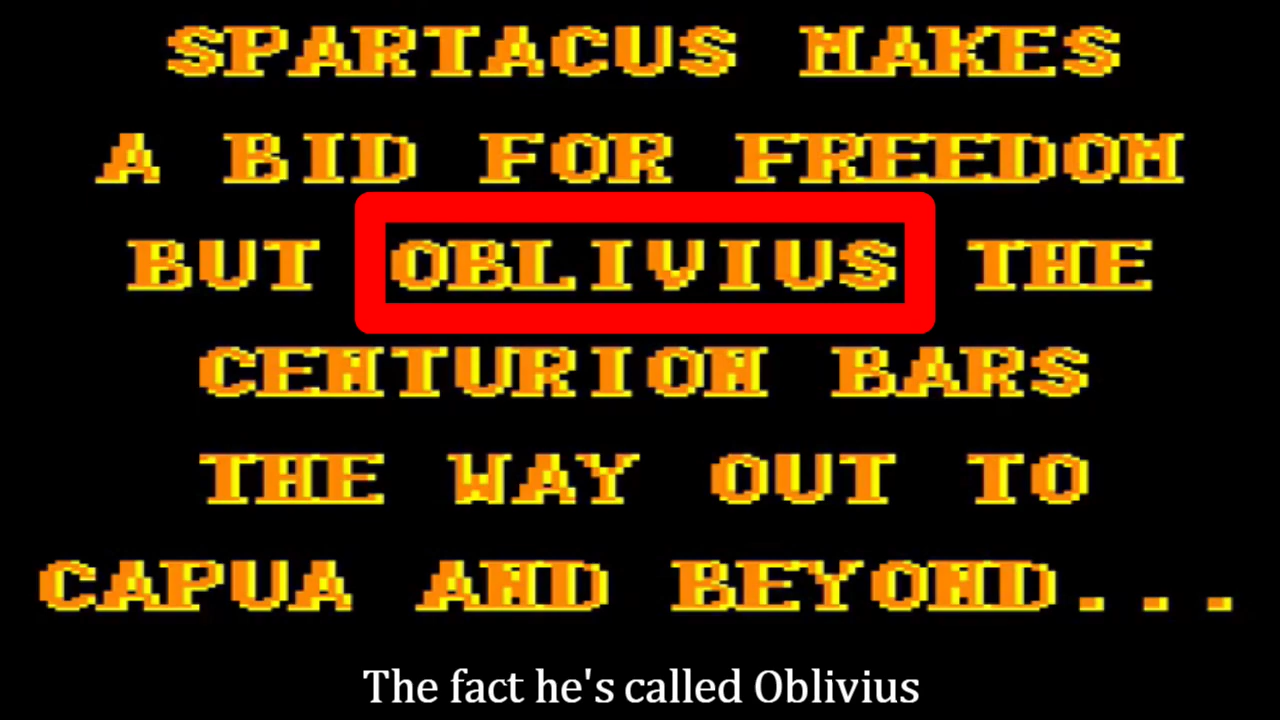 SPARTACUS MAKES
A BID FOR FREEDOM
BUT OBLIVIUS THE
CENTURION BARS
THE WAY OUT TO
CAPUA AND BEYOND...
The fact he's called Oblivius